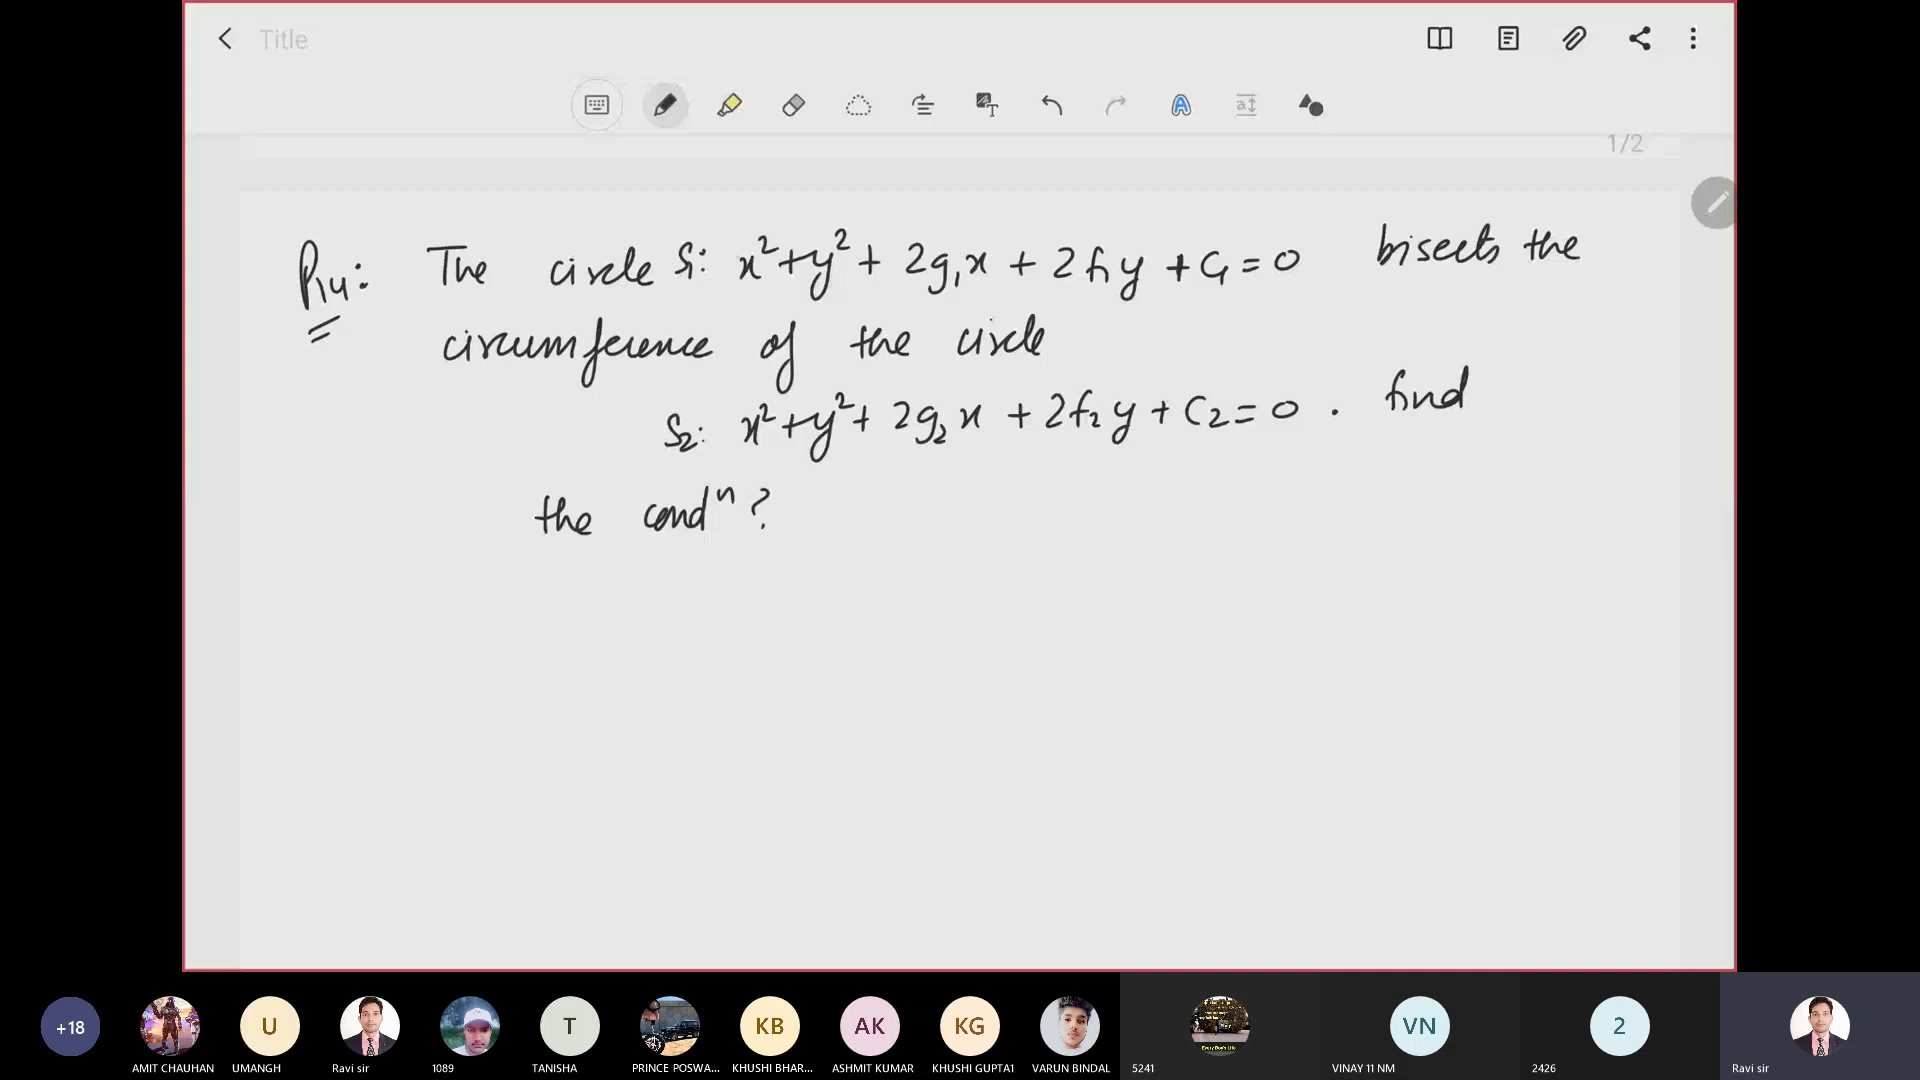 Title
1/2
P14: The circle S1: x²+y²+ 2g₁x + 2f₁y + C₁ = 0 bisects the
circumference of the circle
S2: x²+y²+ 2g₂x + 2f₂y + C₂ = 0 . find
the condⁿ ?
+18
U
T
KB
AK
KG
VN
2
AMIT CHAUHAN
UMANGH
Ravi sir
1089
TANISHA
PRINCE POSWA...
KHUSHI BHAR...
ASHMIT KUMAR
KHUSHI GUPTA1
VARUN BINDAL
5241
VINAY 11 NM
2426
Ravi sir